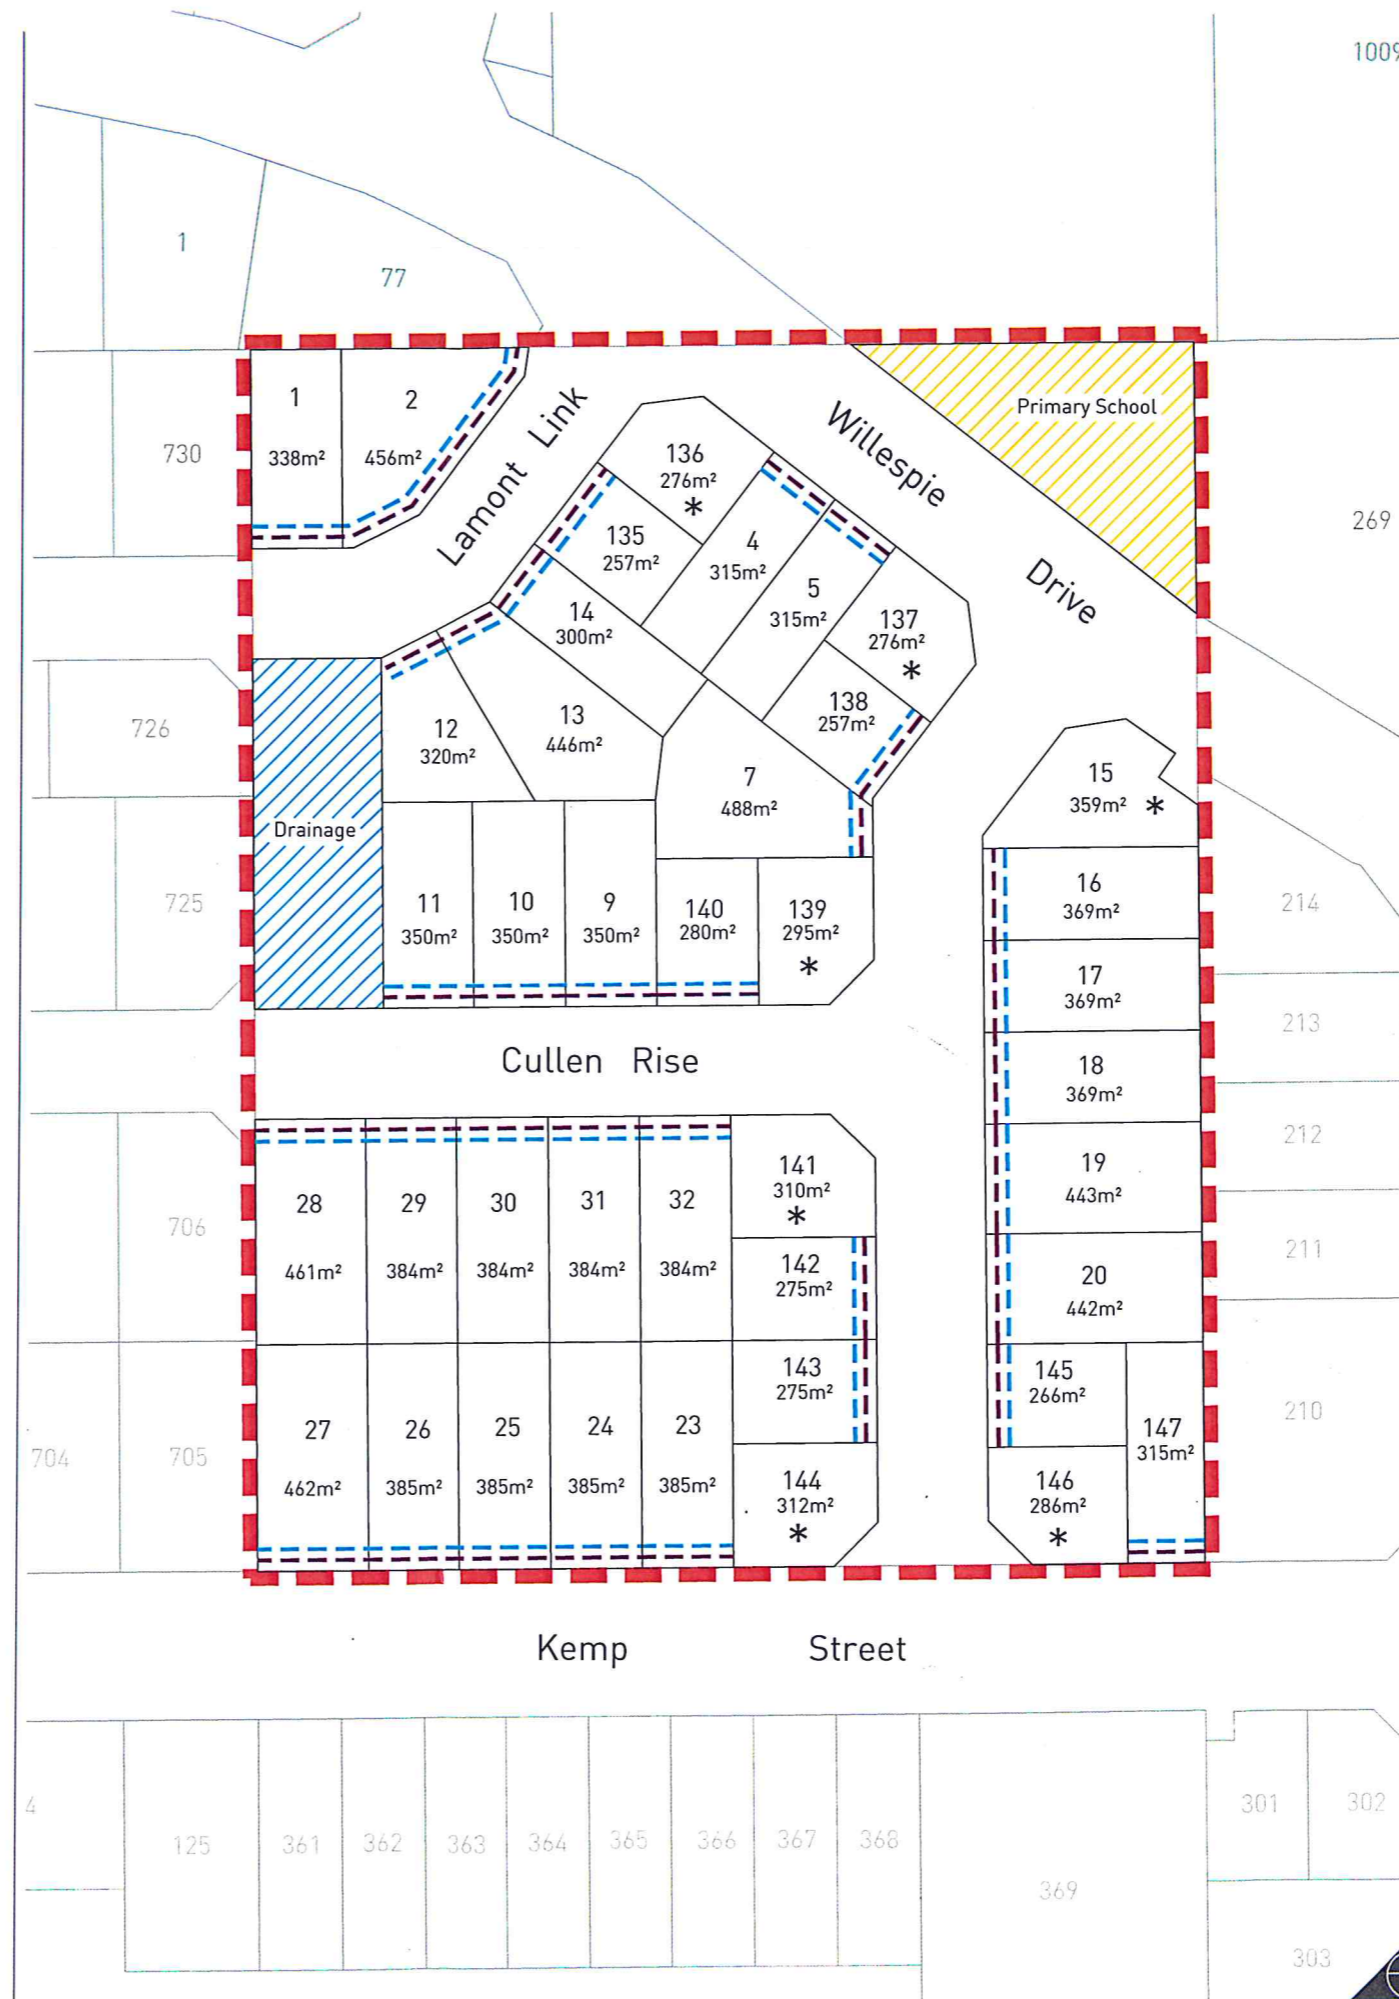 1009
1
77
1
338m²
2
456m²
730
Lamont Link
Willespie
Drive
Primary School
269
136
276m²
*
135
257m²
4
315m²
5
315m²
14
300m²
137
276m²
*
138
257m²
726
12
320m²
13
446m²
7
488m²
15
359m² *
Drainage
725
11
350m²
10
350m²
9
350m²
140
280m²
139
295m²
*
16
369m²
214
17
369m²
213
Cullen Rise
18
369m²
212
706
28
461m²
29
384m²
30
384m²
31
384m²
32
384m²
141
310m²
*
19
443m²
142
275m²
20
442m²
211
704
705
27
462m²
26
385m²
25
385m²
24
385m²
23
385m²
143
275m²
145
266m²
147
315m²
210
144
312m²
*
146
286m²
*
Kemp Street
4
125
361
362
363
364
365
366
367
368
369
301
302
303